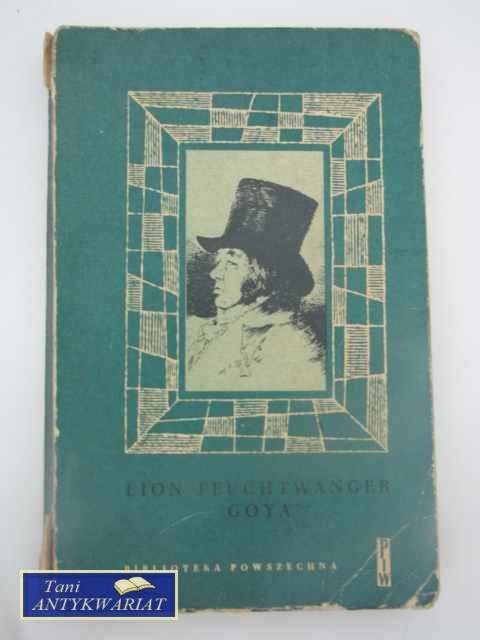 LION FEUCHTWANGER
GOYA
BIBLIOTEKA POWSZECHNA
PIW
Tani
ANTYKWARIAT